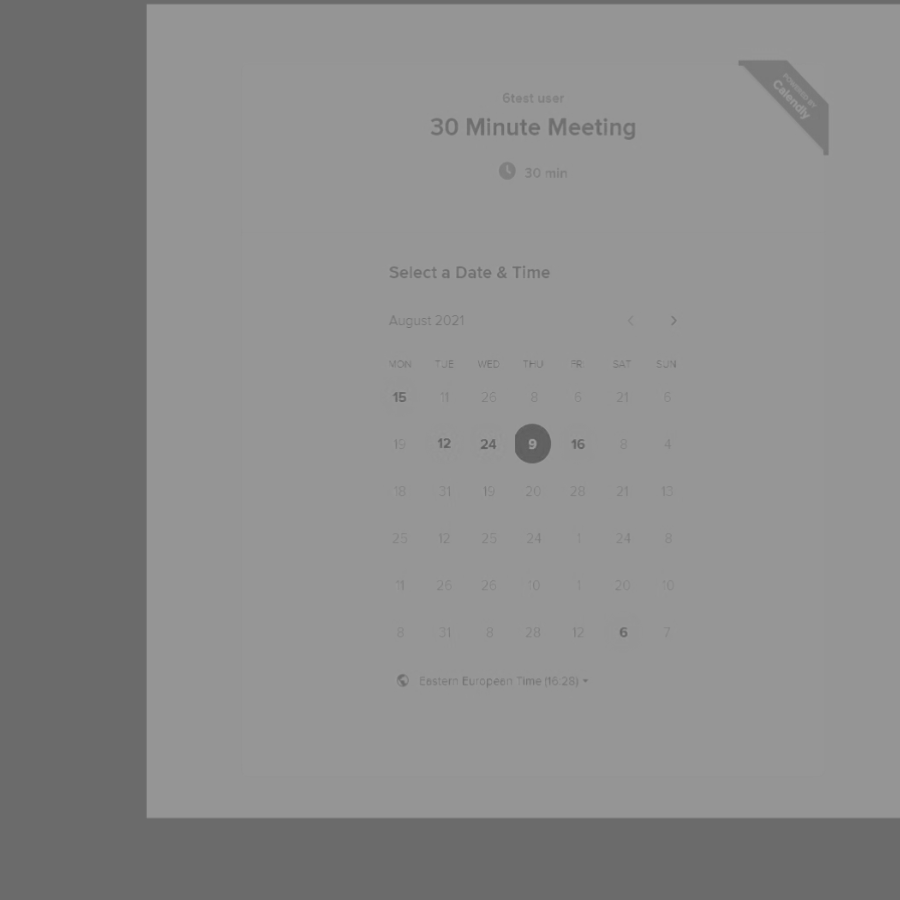 POWERED BY
Calendly
6test user
30 Minute Meeting
30 min
Select a Date & Time
August 2021
MON TUE WED THU FRI SAT SUN
15 11 26 8 6 21 6
19 12 24 9 16 8 4
18 31 19 20 28 21 13
25 12 25 24 1 24 8
11 26 26 10 1 20 10
8 31 8 28 12 6 7
Eastern European Time (16:28)